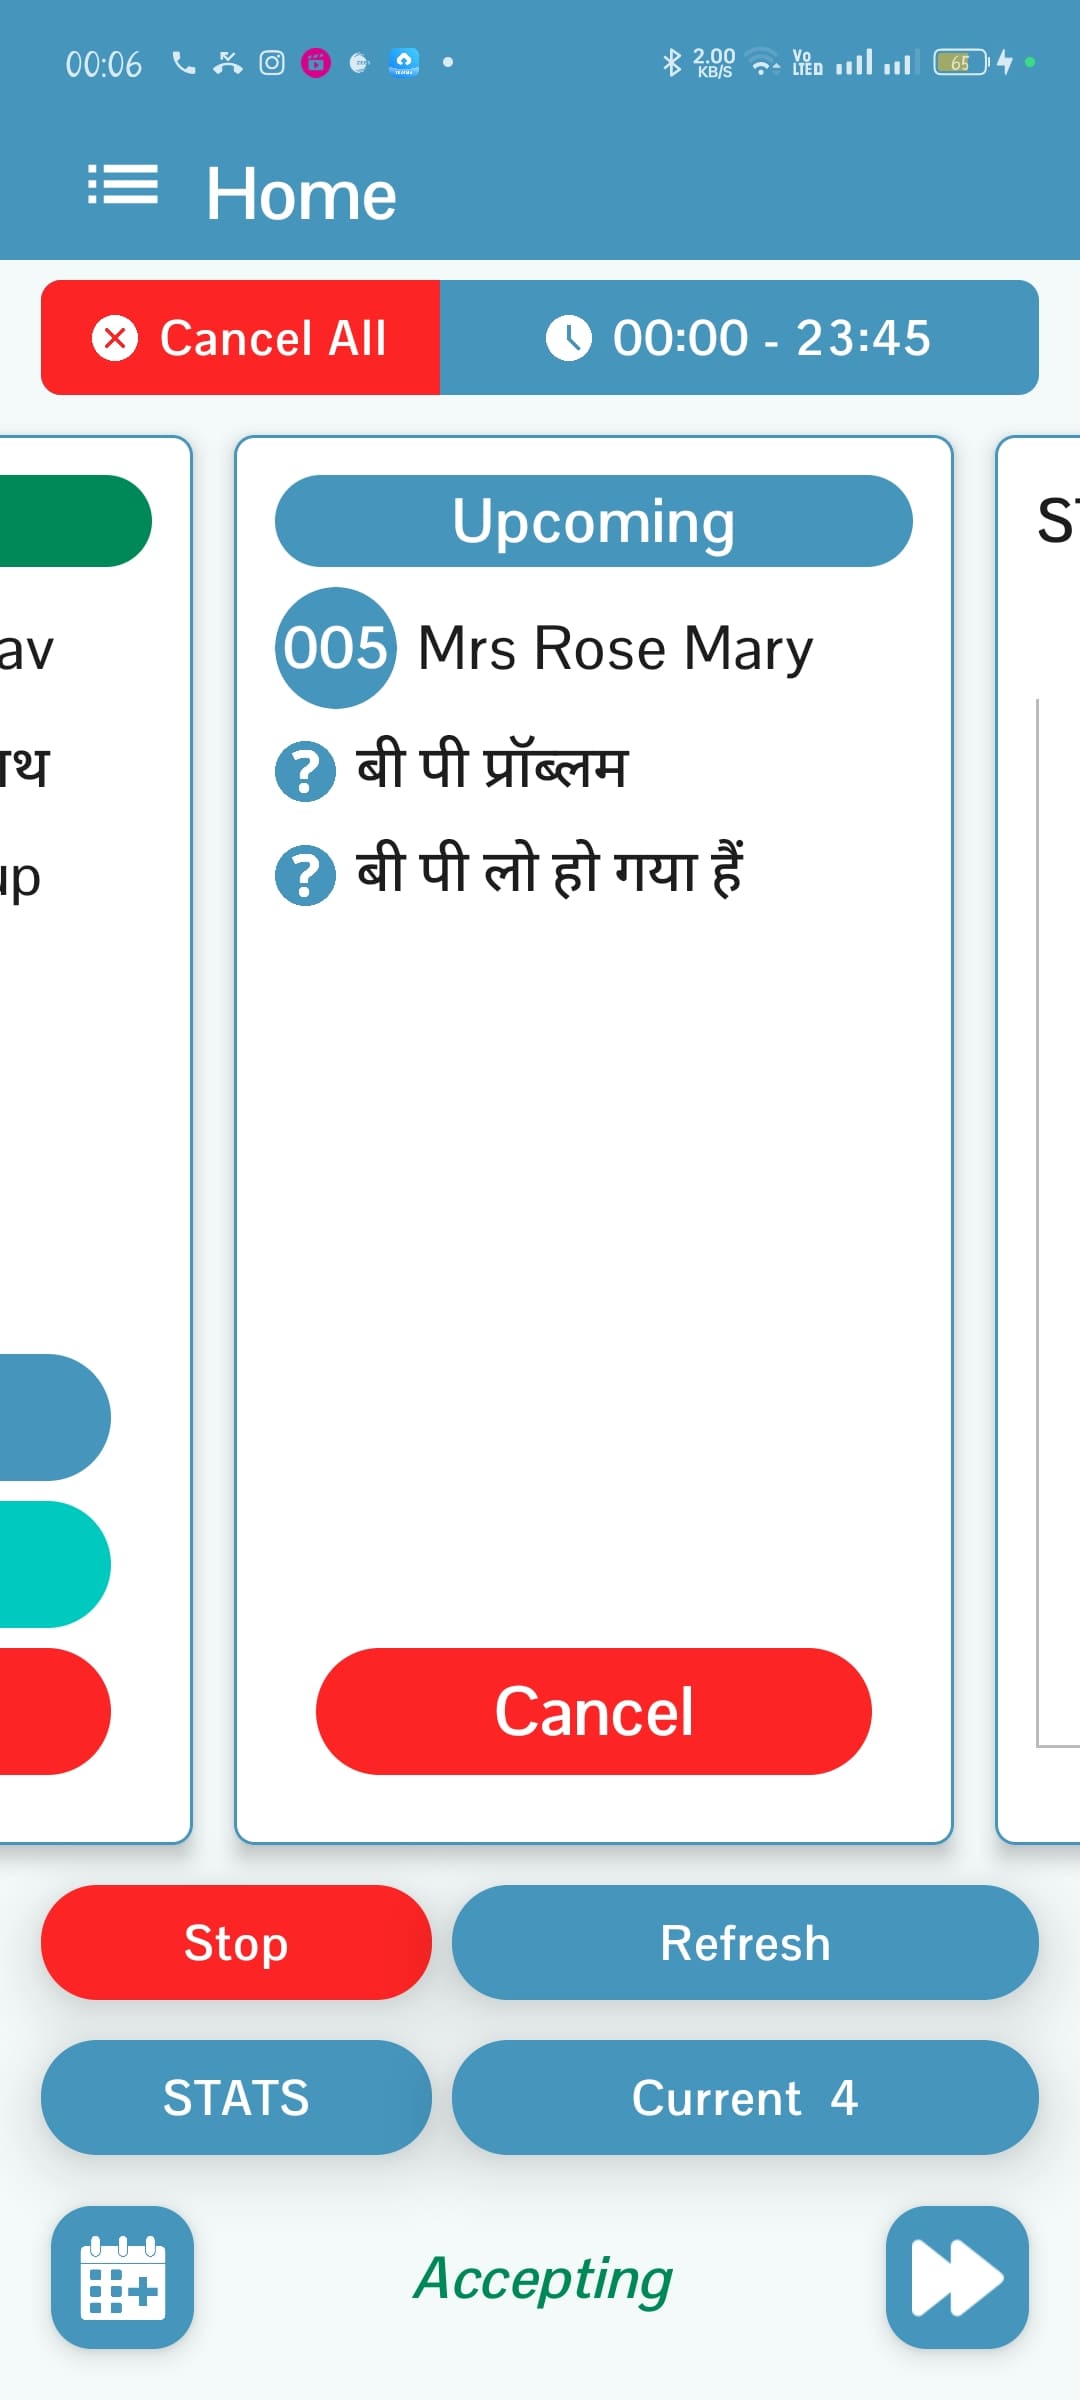 00:06
2.00 KB/S
Vo LTED
65
Home
Cancel All
00:00 - 23:45
Upcoming
005 Mrs Rose Mary
बी पी प्रॉब्लम
बी पी लो हो गया हैं
Cancel
av
up
Stop
Refresh
STATS
Current 4
Accepting